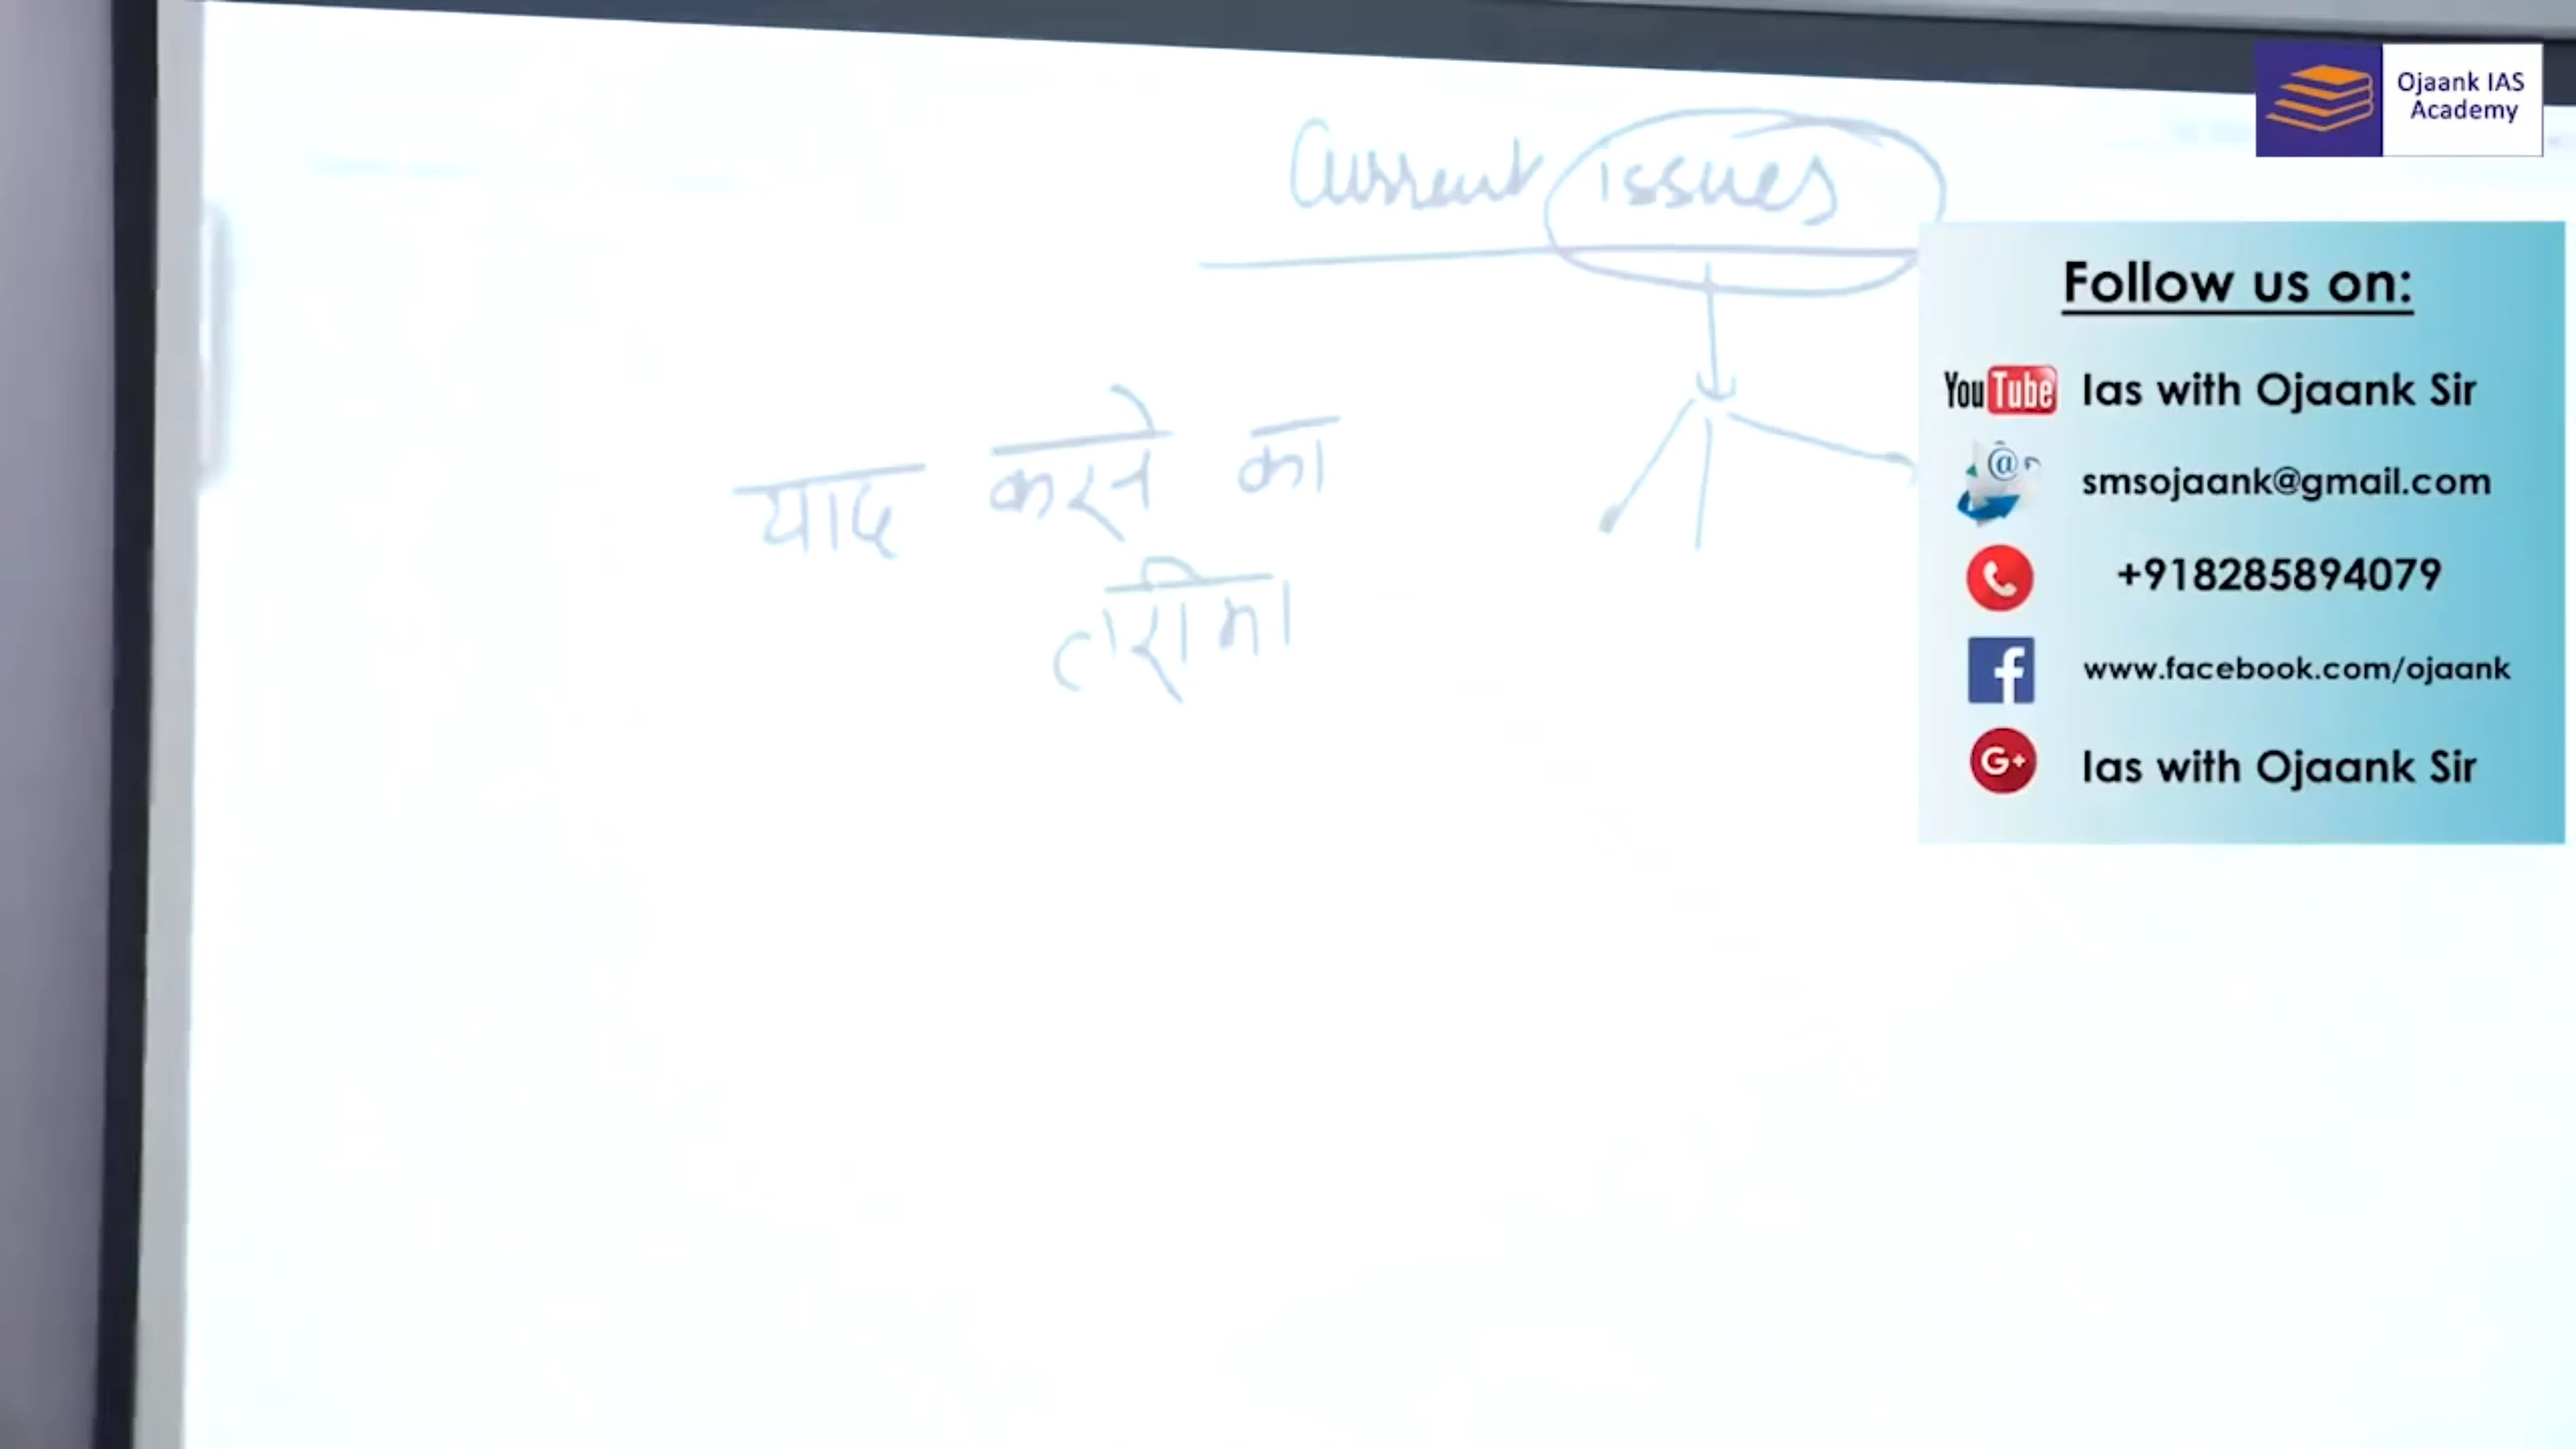 Ojaank IAS
Academy
Current issues
याद करने का
तरीका
Follow us on:
YouTube Ias with Ojaank Sir
smsojaank@gmail.com
+918285894079
f www.facebook.com/ojaank
G+ Ias with Ojaank Sir